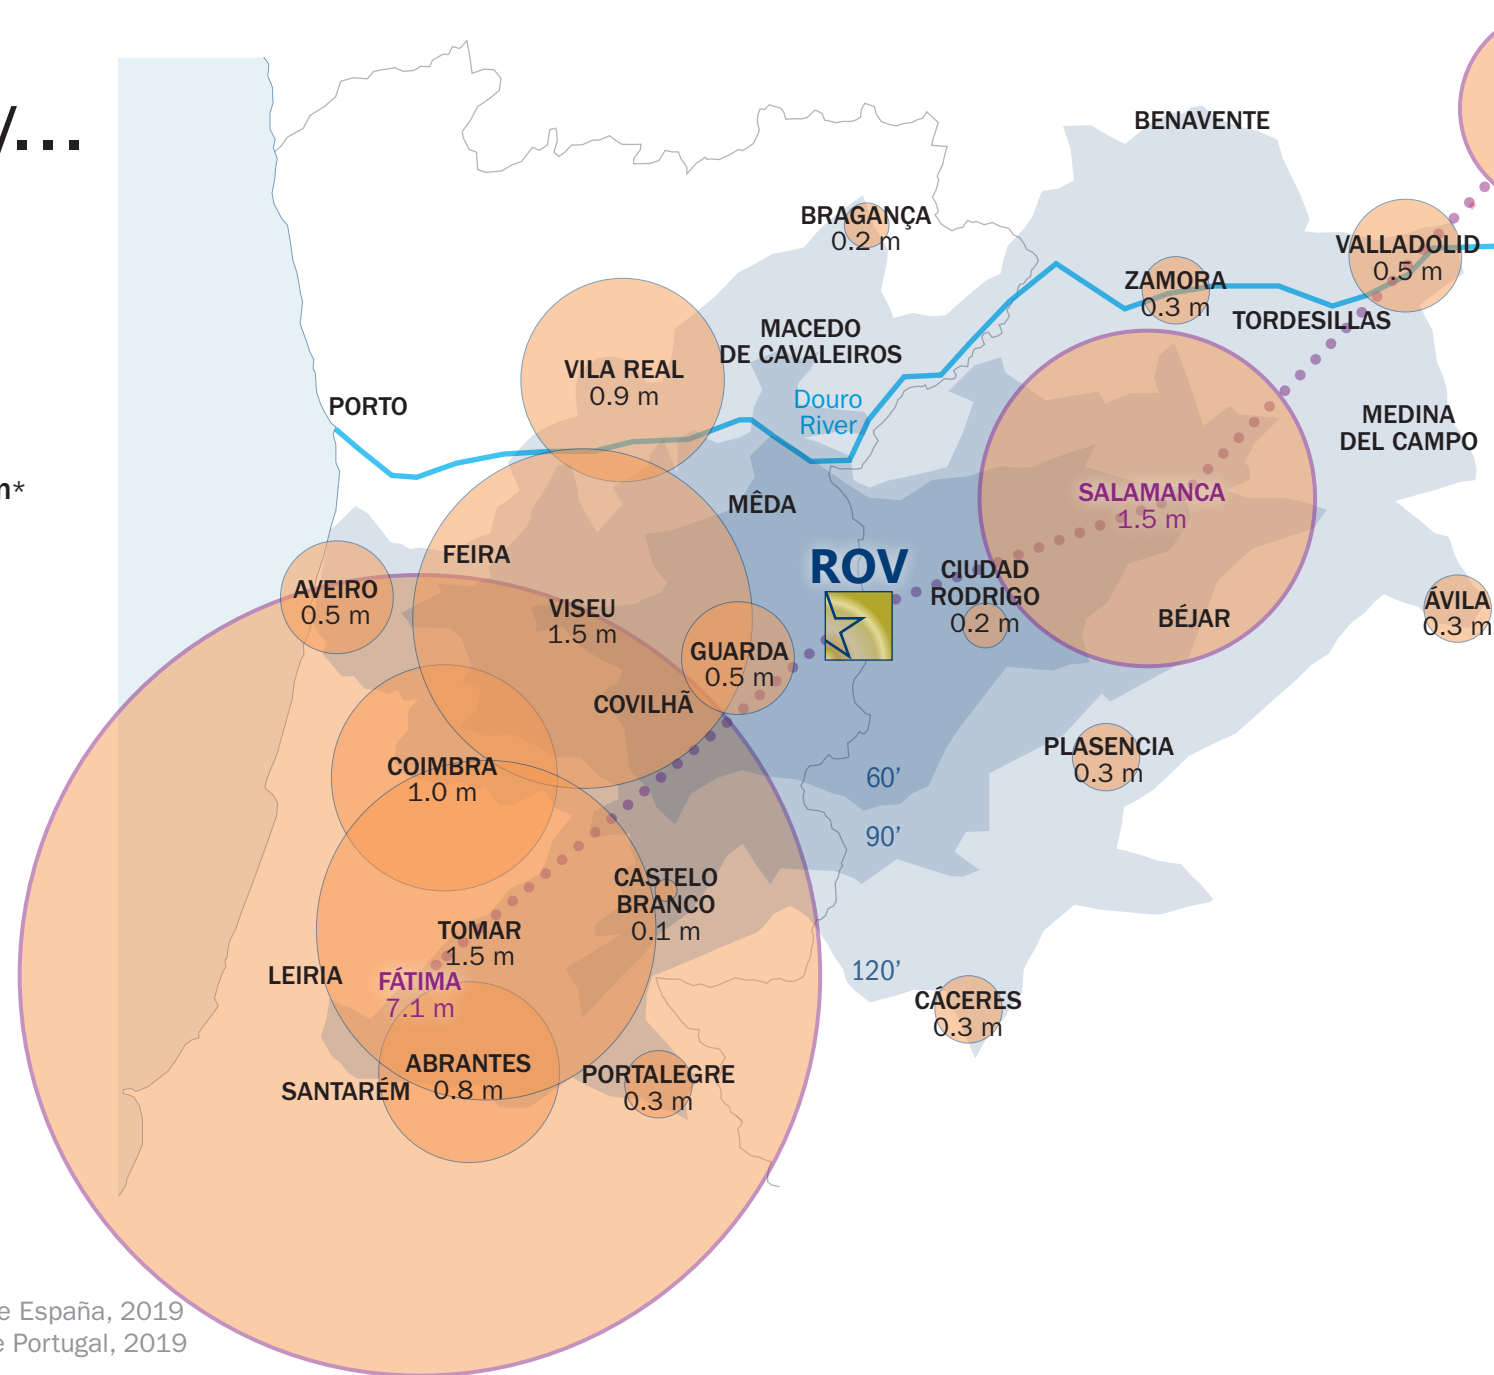 y...
BENAVENTE
BRAGANÇA
0.2 m
VALLADOLID
0.5 m
ZAMORA
0.3 m
TORDESILLAS
MACEDO
DE CAVALEIROS
VILA REAL
0.9 m
PORTO
Douro
River
MEDINA
DEL CAMPO
n*
MÊDA
SALAMANCA
1.5 m
FEIRA
ROV
CIUDAD
RODRIGO
0.2 m
AVEIRO
0.5 m
VISEU
1.5 m
BÉJAR
ÁVILA
0.3 m
GUARDA
0.5 m
COVILHÃ
PLASENCIA
0.3 m
COIMBRA
1.0 m
60’
90’
CASTELO
BRANCO
0.1 m
TOMAR
1.5 m
120’
LEIRIA
FÁTIMA
7.1 m
CÁCERES
0.3 m
ABRANTES
0.8 m
SANTARÉM
PORTALEGRE
0.3 m
e España, 2019
e Portugal, 2019